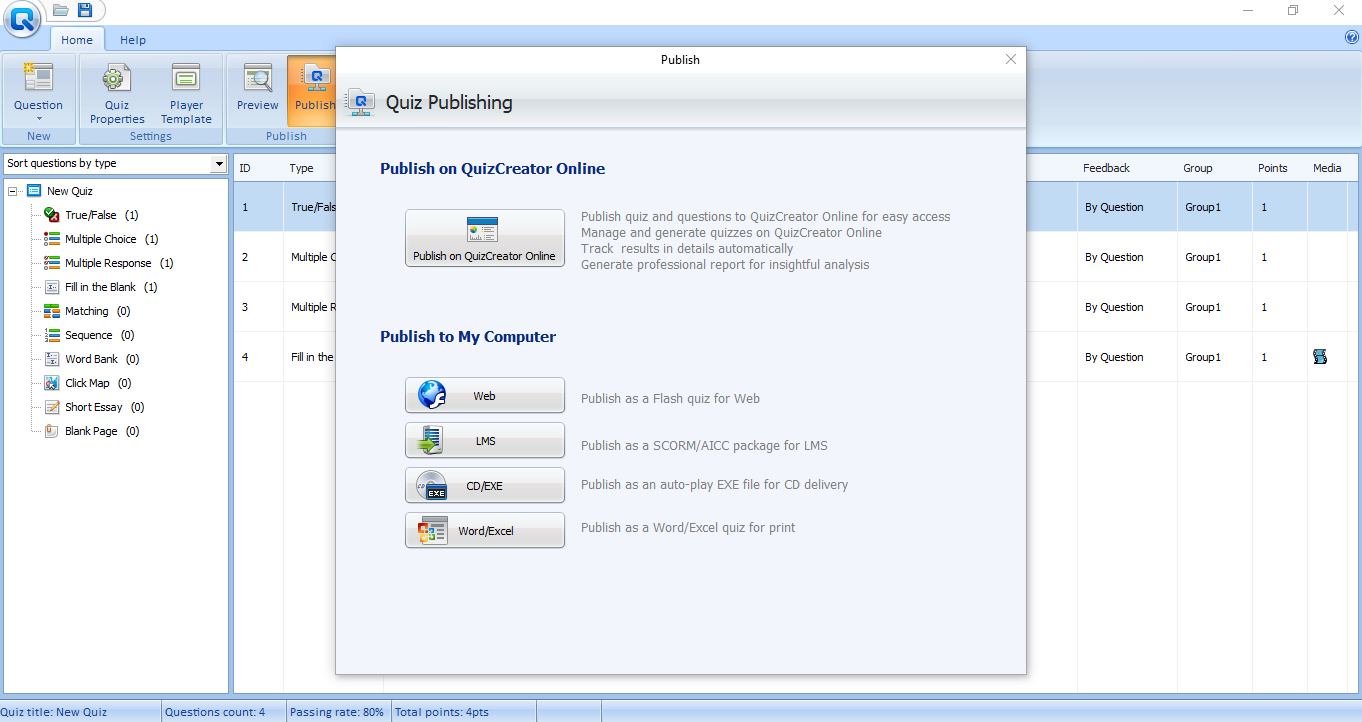 Home
Help
Publish
Question
Quiz Properties
Player Template
Preview
Publish
New
Settings
Publish
Quiz Publishing
Sort questions by type
ID
Type
Feedback
Group
Points
Media
New Quiz
True/False (1)
Multiple Choice (1)
Multiple Response (1)
Fill in the Blank (1)
Matching (0)
Sequence (0)
Word Bank (0)
Click Map (0)
Short Essay (0)
Blank Page (0)
1 True/Fals By Question Group1 1
2 Multiple C By Question Group1 1
3 Multiple R By Question Group1 1
4 Fill in the By Question Group1 1
Publish on QuizCreator Online
Publish on QuizCreator Online
Publish quiz and questions to QuizCreator Online for easy access
Manage and generate quizzes on QuizCreator Online
Track results in details automatically
Generate professional report for insightful analysis
Publish to My Computer
Web
Publish as a Flash quiz for Web
LMS
Publish as a SCORM/AICC package for LMS
CD/EXE
Publish as an auto-play EXE file for CD delivery
Word/Excel
Publish as a Word/Excel quiz for print
Quiz title: New Quiz
Questions count: 4
Passing rate: 80%
Total points: 4pts